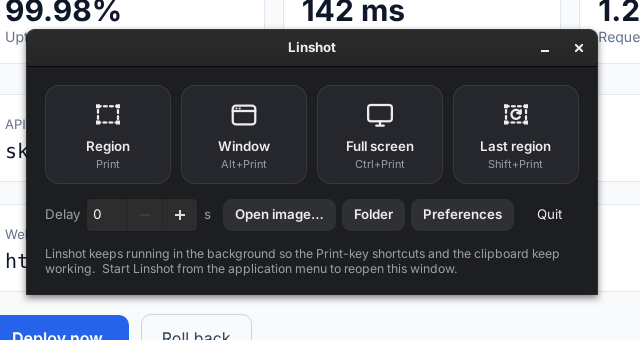 99.98%
142 ms
1.2
Upt
Reque
Linshot
Region
Print
Window
Alt+Print
Full screen
Ctrl+Print
Last region
Shift+Print
API
sk
Delay 0 − + s Open image... Folder Preferences Quit
Web
ht
Linshot keeps running in the background so the Print-key shortcuts and the clipboard keep
working.  Start Linshot from the application menu to reopen this window.
Deploy now
Roll back